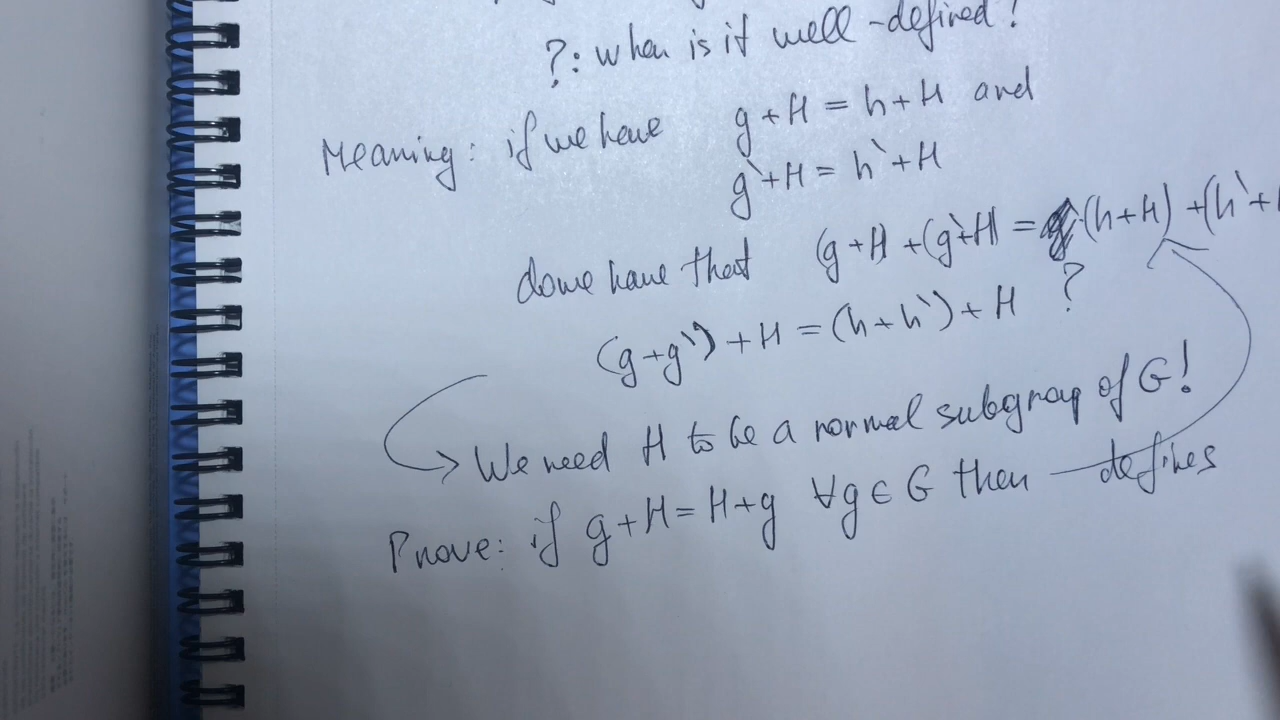 ?: when is it well-defined?
Meaning: if we have g+H = h+H and
g`+H = h`+H
do we have that (g+H)+(g`+H) = (h+H)+(h`+
(g+g`)+H = (h+h`)+H ?
We need H to be a normal subgroup of G!
Prove: if g+H=H+g ∀g∈G then — defines